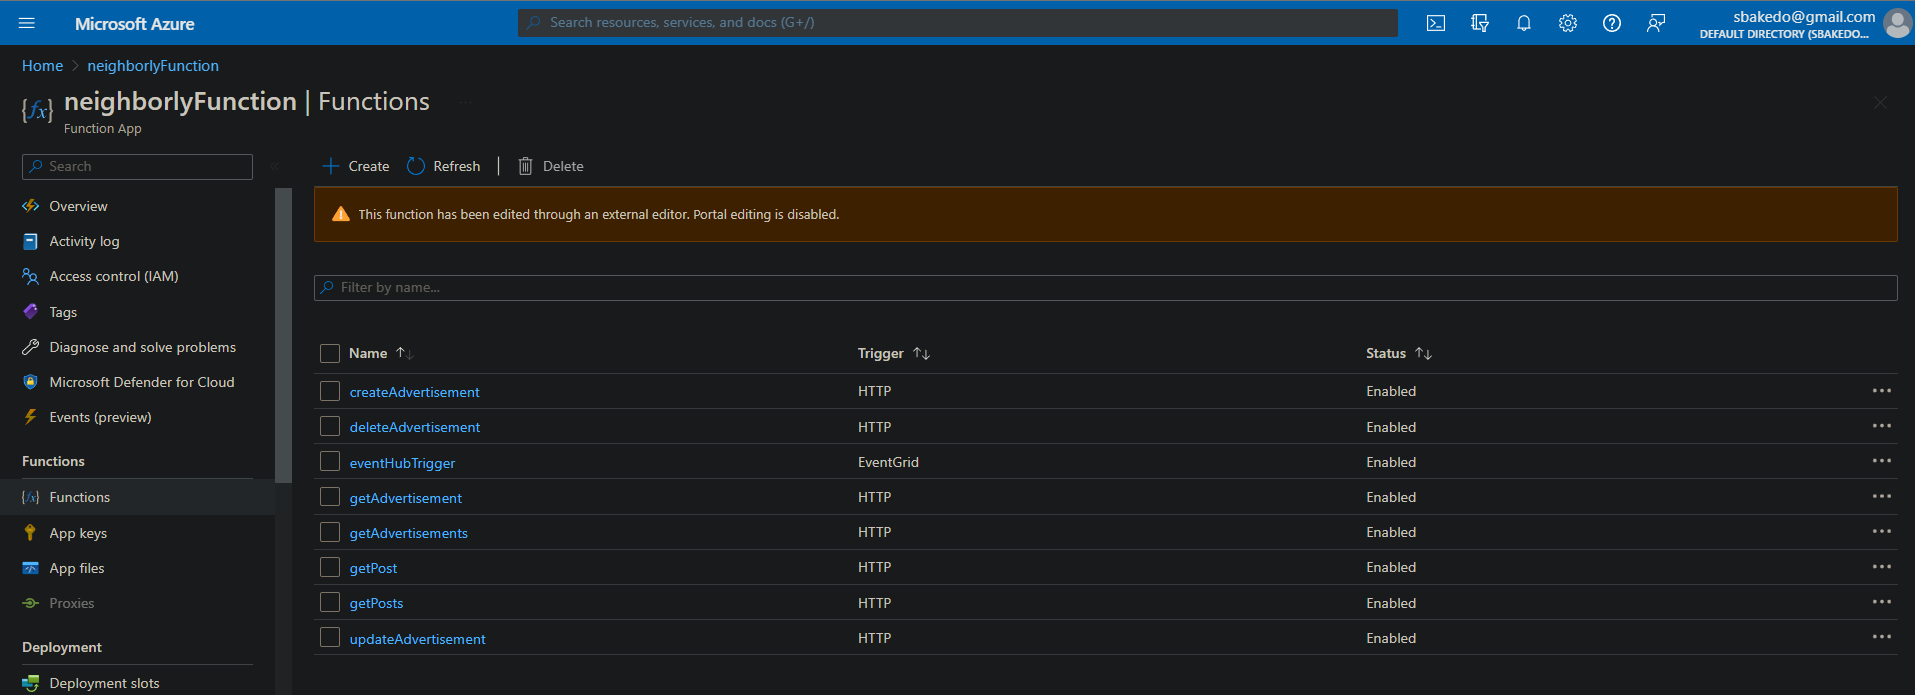 Microsoft Azure
Search resources, services, and docs (G+/)
sbakedo@gmail.com
DEFAULT DIRECTORY (SBAKEDO...
Home > neighborlyFunction
{fx}
neighborlyFunction | Functions ...
Function App
Search
«
Overview
Activity log
Access control (IAM)
Tags
Diagnose and solve problems
Microsoft Defender for Cloud
Events (preview)
Functions
Functions
App keys
App files
Proxies
Deployment
Deployment slots
Create Refresh | Delete
This function has been edited through an external editor. Portal editing is disabled.
Filter by name...
Name ↑↓ Trigger ↑↓ Status ↑↓
createAdvertisement HTTP Enabled ...
deleteAdvertisement HTTP Enabled ...
eventHubTrigger EventGrid Enabled ...
getAdvertisement HTTP Enabled ...
getAdvertisements HTTP Enabled ...
getPost HTTP Enabled ...
getPosts HTTP Enabled ...
updateAdvertisement HTTP Enabled ...